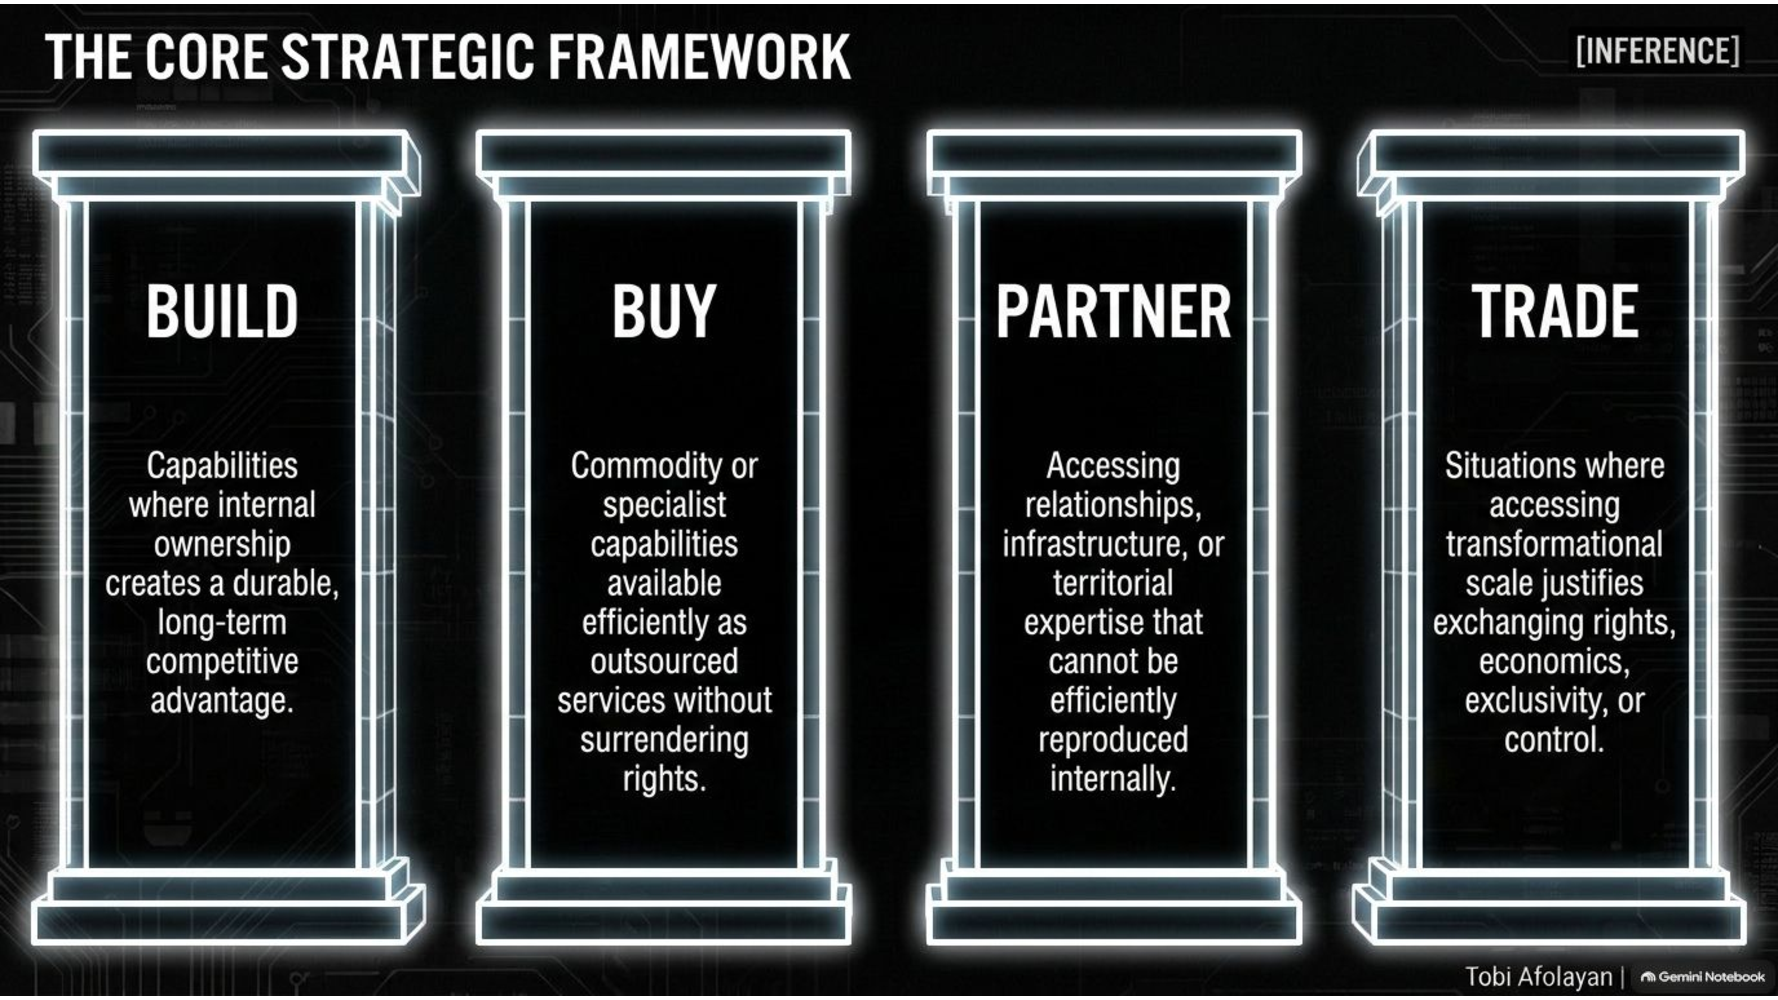 THE CORE STRATEGIC FRAMEWORK
[INFERENCE]
BUILD
Capabilities
where internal
ownership
creates a durable,
long-term
competitive
advantage.
BUY
Commodity or
specialist
capabilities
available
efficiently as
outsourced
services without
surrendering
rights.
PARTNER
Accessing
relationships,
infrastructure, or
territorial
expertise that
cannot be
efficiently
reproduced
internally.
TRADE
Situations where
accessing
transformational
scale justifies
exchanging rights,
economics,
exclusivity, or
control.
Tobi Afolayan |
Gemini Notebook